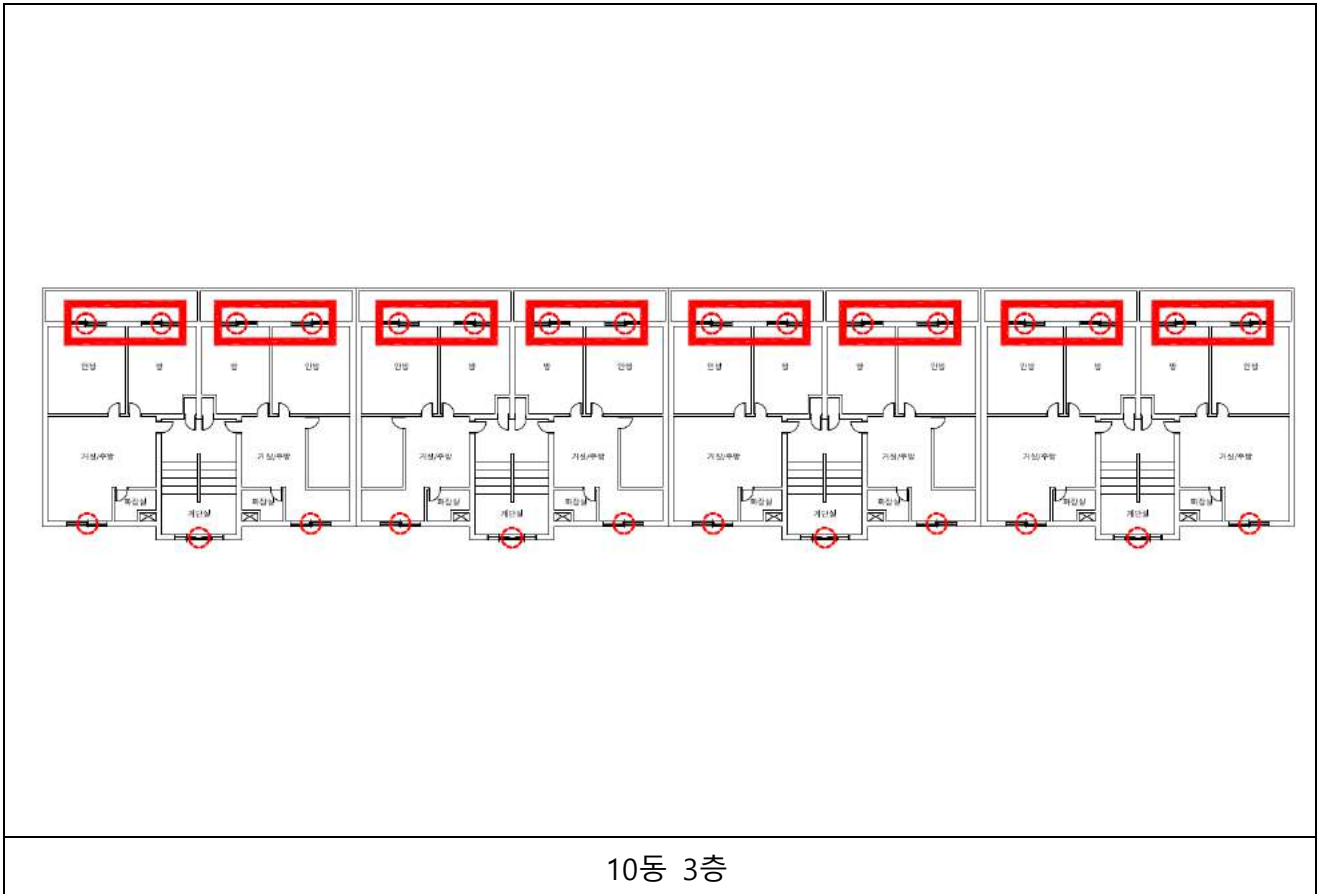 안방 방 방 안방 안방 방 방 안방 안방 방 방 안방 안방 방 방 안방
거실/주방 거실/주방 거실/주방 거실/주방 거실/주방 거실/주방 거실/주방 거실/주방
화장실 화장실 화장실 화장실 화장실 화장실 화장실 화장실
계단실 계단실 계단실 계단실
10동 3층